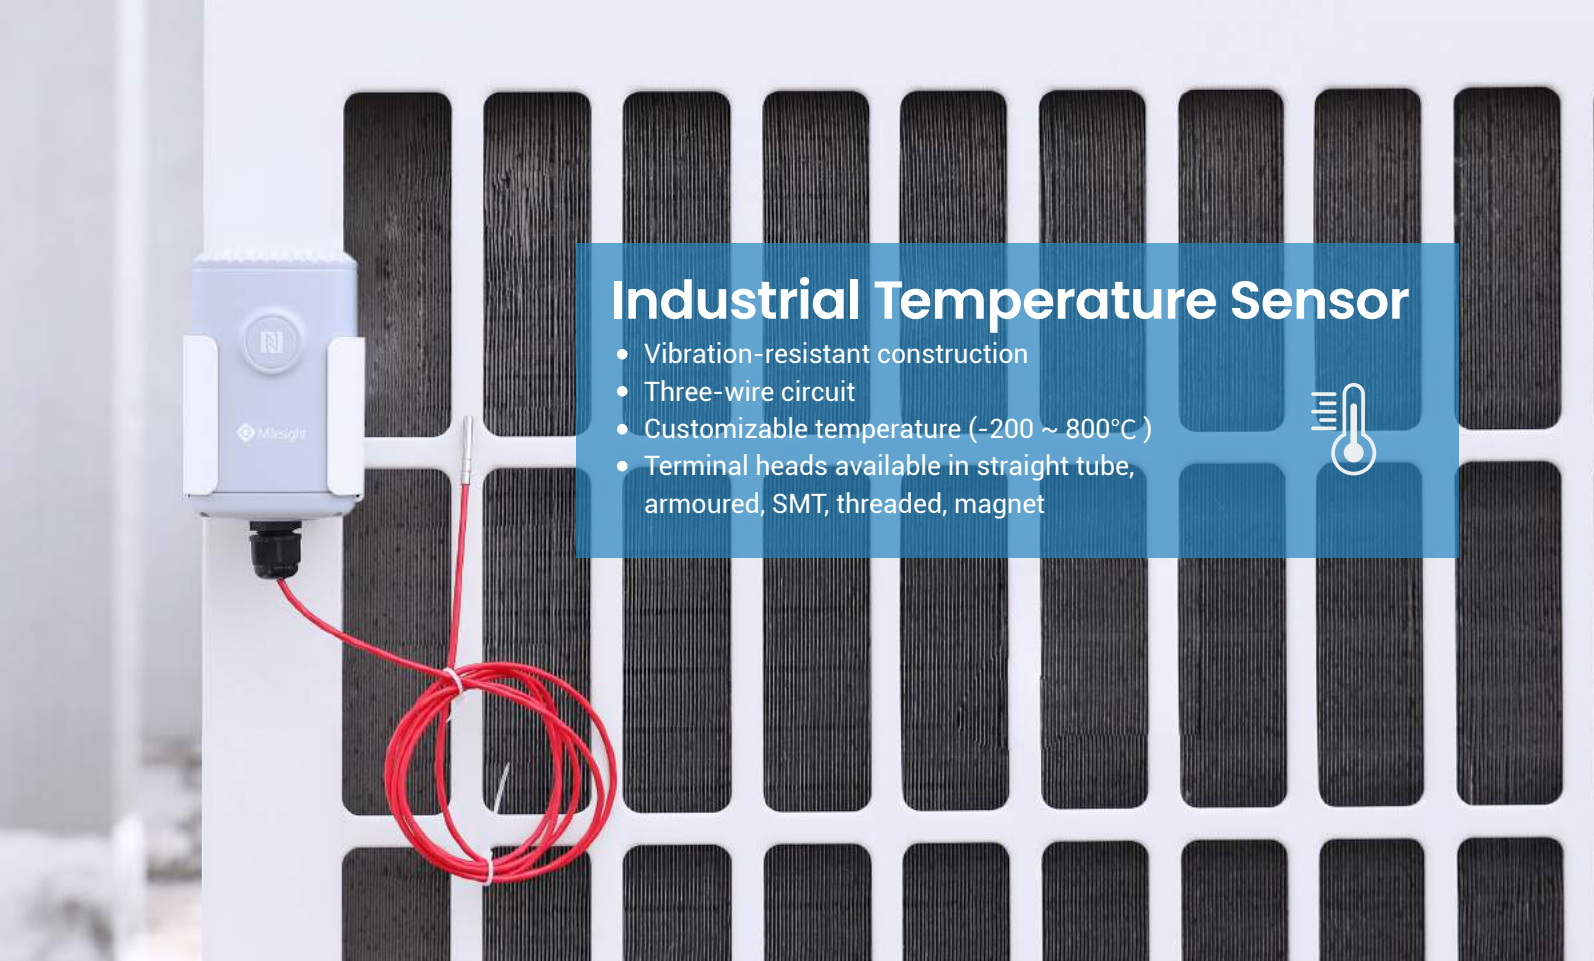 Industrial Temperature Sensor
• Vibration-resistant construction
• Three-wire circuit
• Customizable temperature (-200 ~ 800°C )
• Terminal heads available in straight tube,
armoured, SMT, threaded, magnet
Milesight